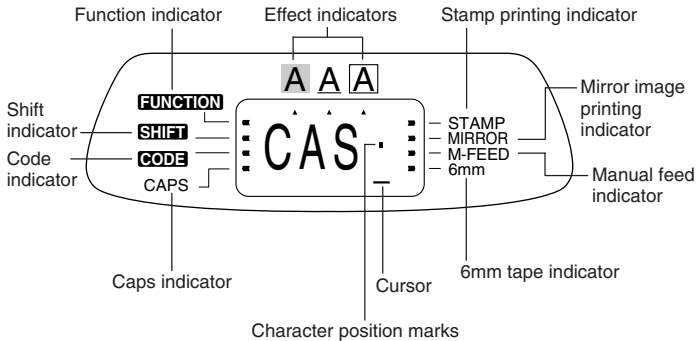 Function indicator
Effect indicators
Stamp printing indicator
A A A
FUNCTION
SHIFT
CODE
CAPS
CAS
STAMP
MIRROR
M-FEED
6mm
Shift
indicator
Code
indicator
Mirror image
printing
indicator
Manual feed
indicator
Caps indicator
Cursor
6mm tape indicator
Character position marks